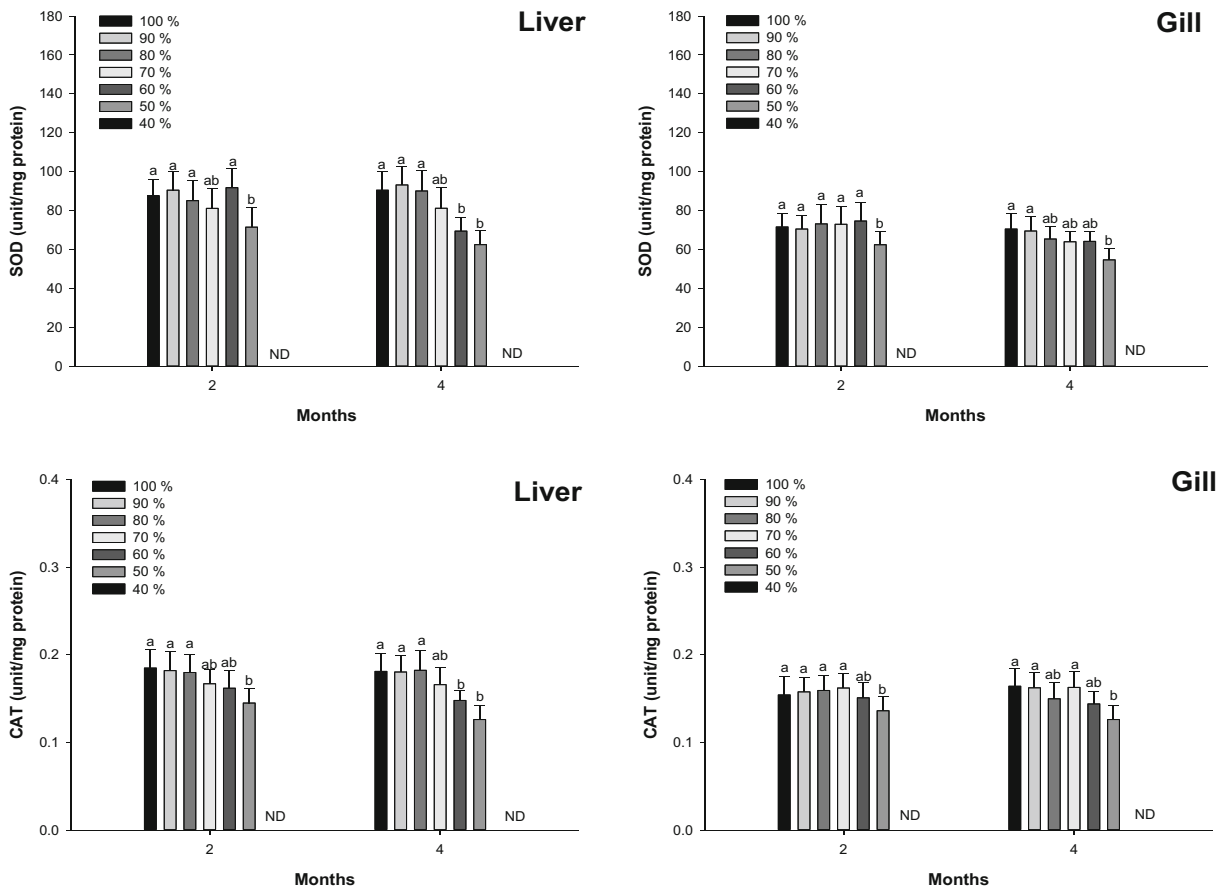 Liver
100 %
90 %
80 %
70 %
60 %
50 %
40 %
180
160
140
120
100
80
60
40
20
0
SOD (unit/mg protein)
a a a ab a b
ND
a a a ab b b
ND
2 4
Months
Gill
100 %
90 %
80 %
70 %
60 %
50 %
40 %
180
160
140
120
100
80
60
40
20
0
SOD (unit/mg protein)
a a a a a b
ND
a a ab ab ab b
ND
2 4
Months
Liver
100 %
90 %
80 %
70 %
60 %
50 %
40 %
0.4
0.3
0.2
0.1
0.0
CAT (unit/mg protein)
a a a ab ab b
ND
a a a ab b b
ND
2 4
Months
Gill
100 %
90 %
80 %
70 %
60 %
50 %
40 %
0.4
0.3
0.2
0.1
0.0
CAT (unit/mg protein)
a a a a ab b
ND
a a ab a ab b
ND
2 4
Months